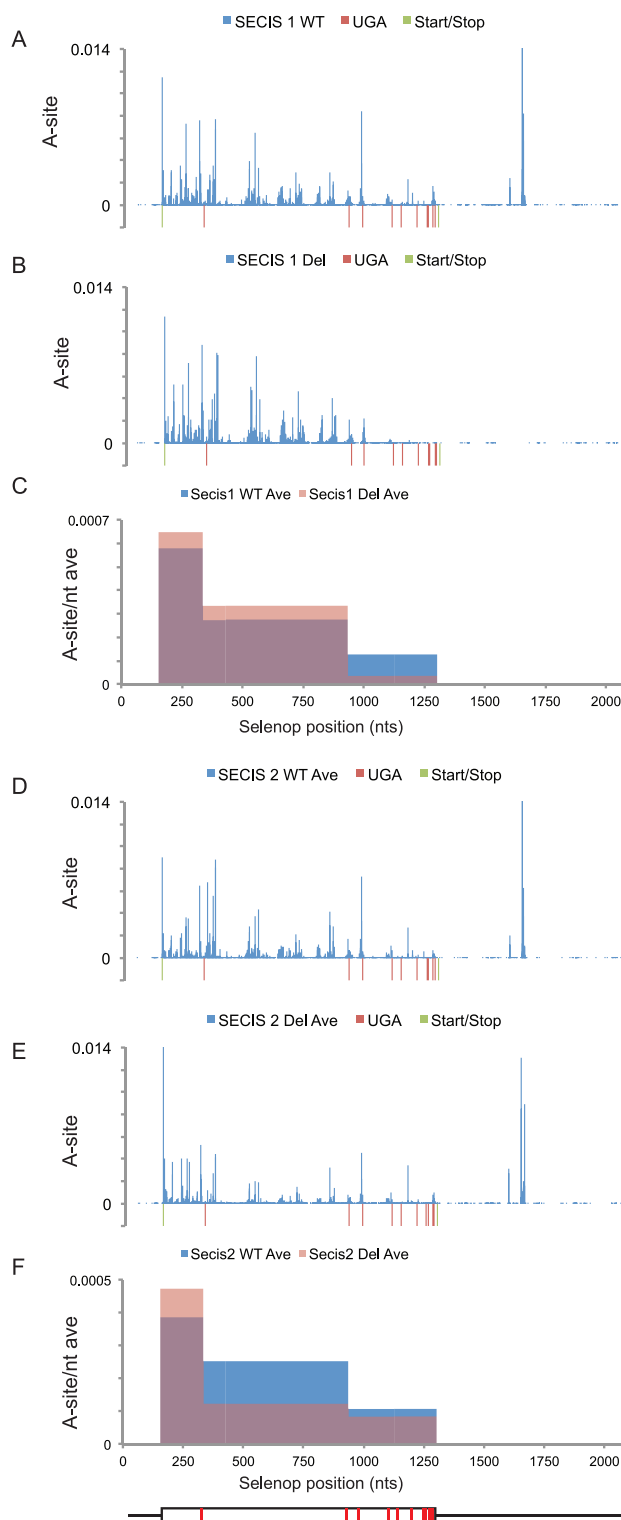 A
SECIS 1 WT UGA Start/Stop
0.014
A-site
0
B
SECIS 1 Del UGA Start/Stop
0.014
A-site
0
C
Secis1 WT Ave Secis1 Del Ave
0.0007
A-site/nt ave
0
0 250 500 750 1000 1250 1500 1750 2000
Selenop position (nts)
D
SECIS 2 WT Ave UGA Start/Stop
0.014
A-site
0
E
SECIS 2 Del Ave UGA Start/Stop
0.014
A-site
0
F
Secis2 WT Ave Secis2 Del Ave
0.0005
A-site/nt ave
0
0 250 500 750 1000 1250 1500 1750 2000
Selenop position (nts)